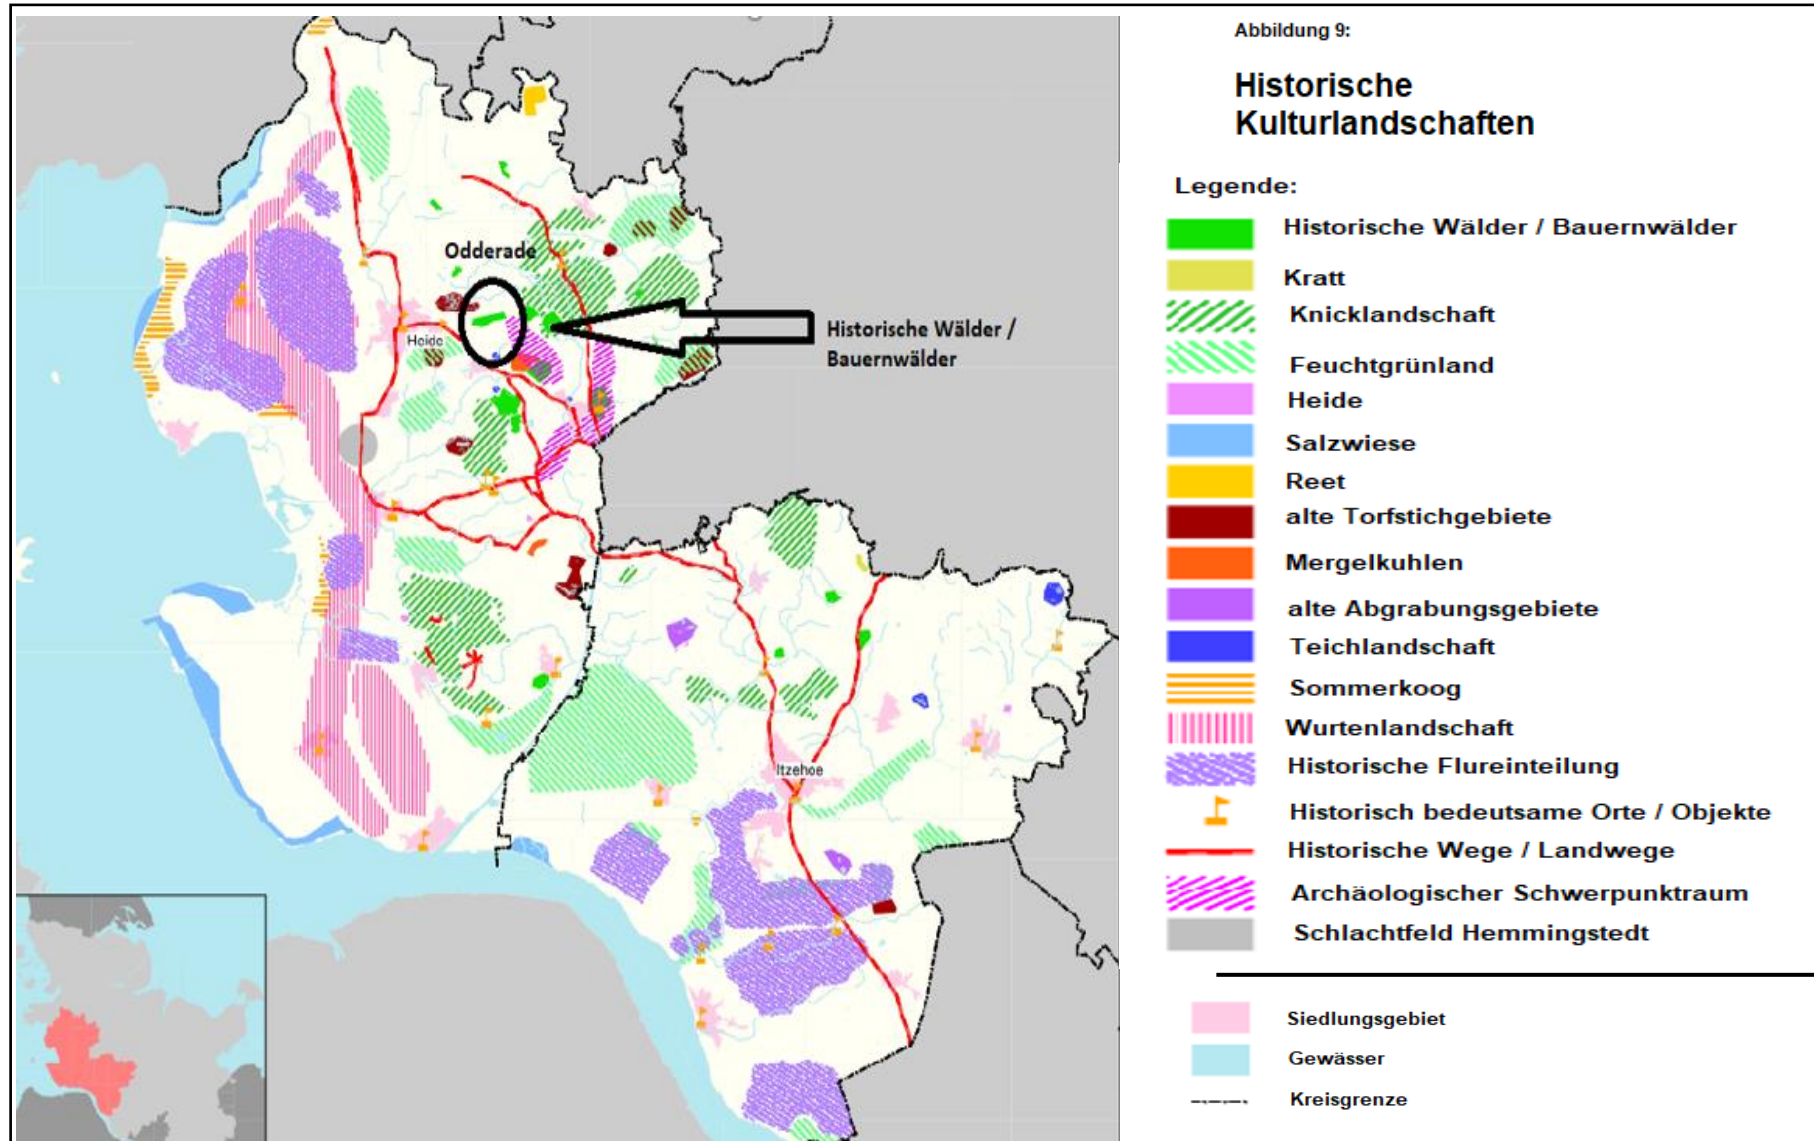 Abbildung 9:
Historische
Kulturlandschaften
Legende:
Historische Wälder / Bauernwälder
Kratt
Knicklandschaft
Feuchtgrünland
Heide
Salzwiese
Reet
alte Torfstichgebiete
Mergelkuhlen
alte Abgrabungsgebiete
Teichlandschaft
Sommerkoog
Wurtenlandschaft
Historische Flureinteilung
Historisch bedeutsame Orte / Objekte
Historische Wege / Landwege
Archäologischer Schwerpunktraum
Schlachtfeld Hemmingstedt
Siedlungsgebiet
Gewässer
Kreisgrenze
Odderade
Heide
Historische Wälder /
Bauernwälder
Itzehoe